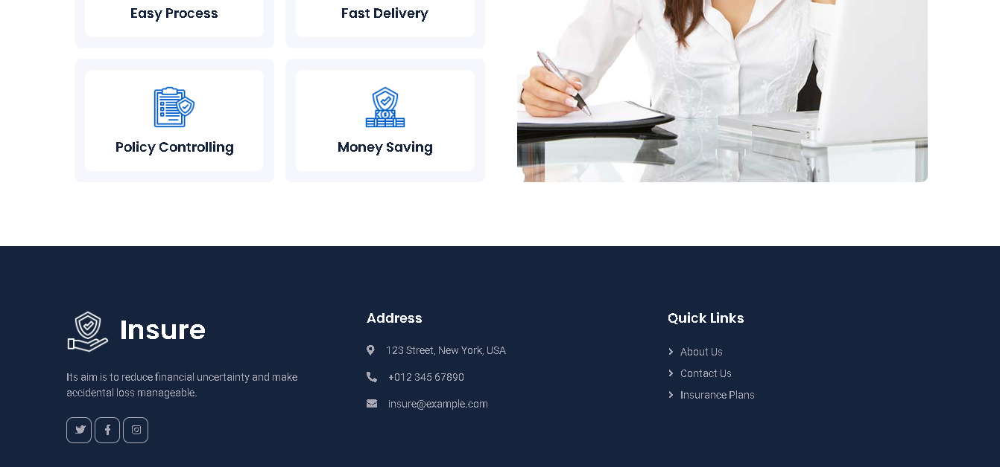 Easy Process
Fast Delivery
Policy Controlling
Money Saving
Insure
Its aim is to reduce financial uncertainty and make
accidental loss manageable.
Address
123 Street, New York, USA
+012 345 67890
insure@example.com
Quick Links
About Us
Contact Us
Insurance Plans